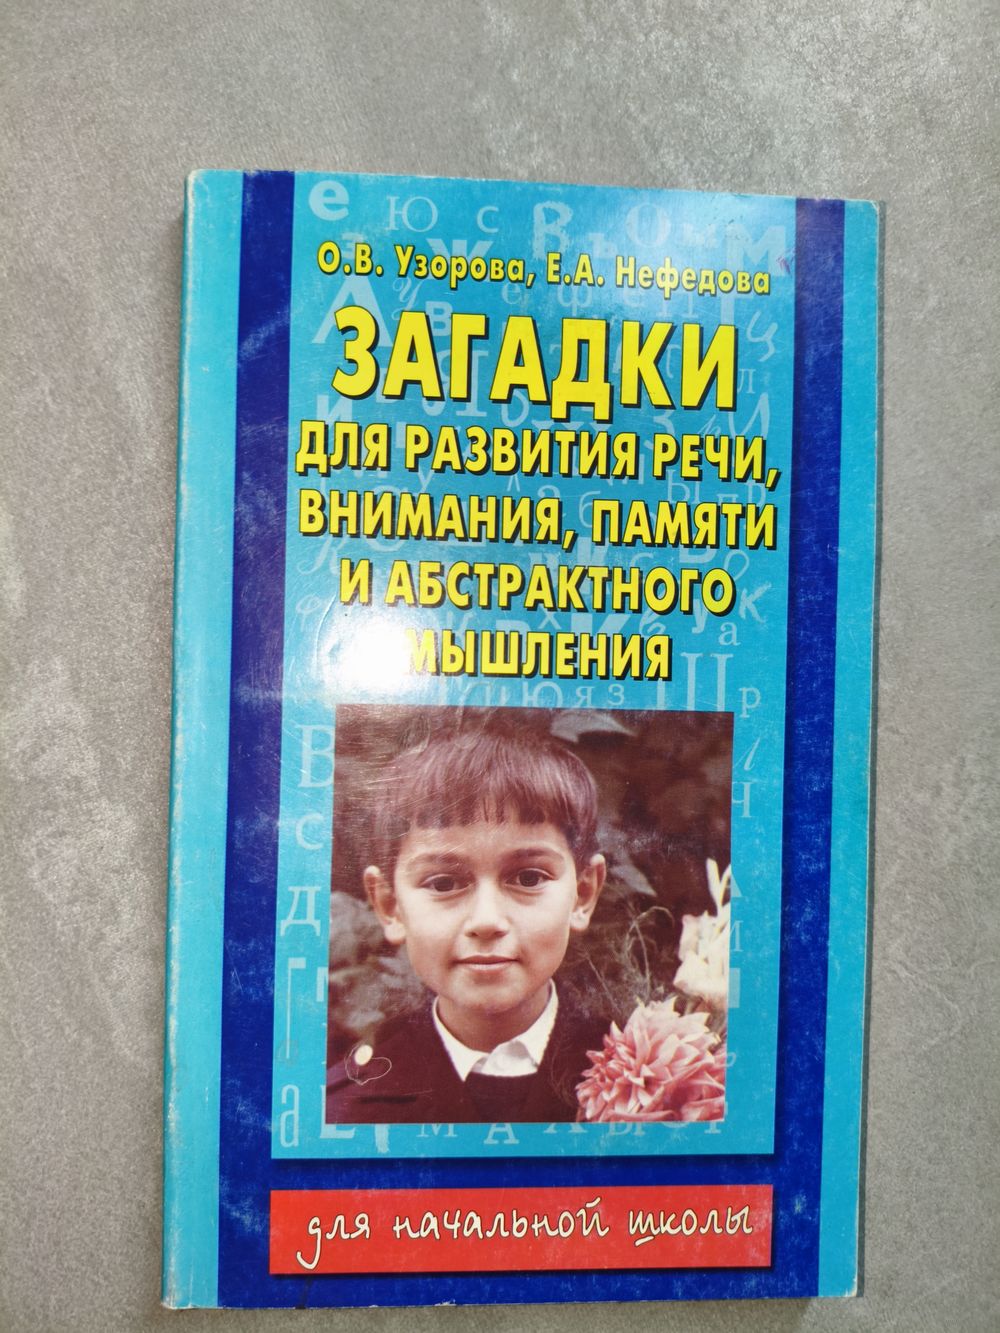 О.В. Узорова, Е.А. Нефедова
ЗАГАДКИ
ДЛЯ РАЗВИТИЯ РЕЧИ,
ВНИМАНИЯ, ПАМЯТИ
И АБСТРАКТНОГО
МЫШЛЕНИЯ
для начальной школы